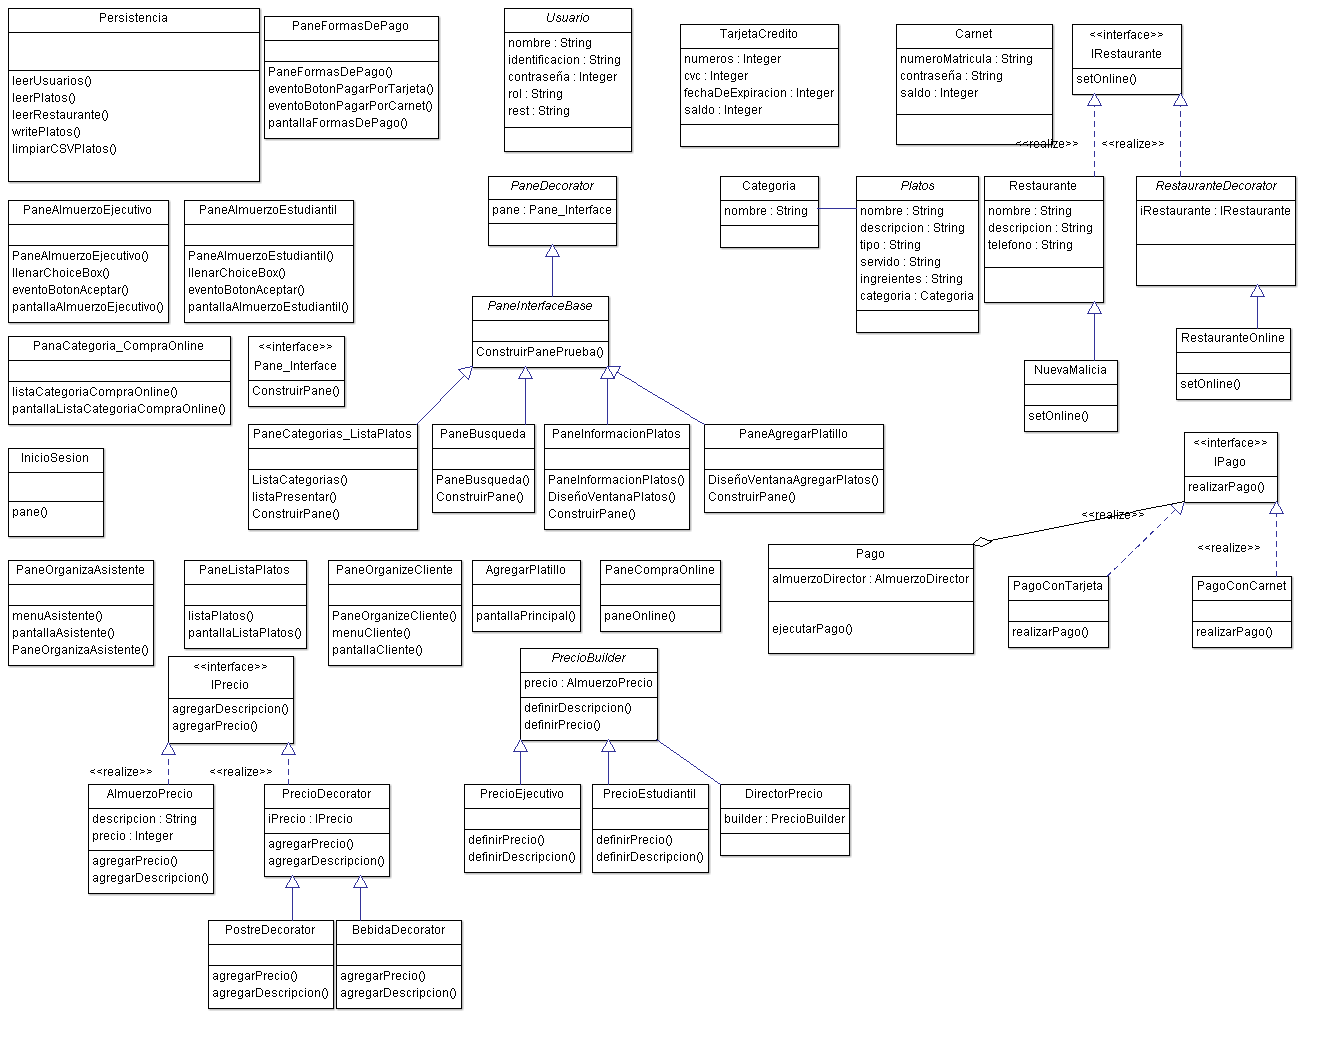 Persistencia
leerUsuarios()
leerPlatos()
leerRestaurante()
writePlatos()
limpiarCSVPlatos()
PaneFormasDePago
PaneFormasDePago()
eventoBotonPagarPorTarjeta()
eventoBotonPagarPorCarnet()
pantallaFormasDePago()
Usuario
nombre : String
identificacion : String
contraseña : Integer
rol : String
rest : String
TarjetaCredito
numeros : Integer
cvc : Integer
fechaDeExpiracion : Integer
saldo : Integer
Carnet
numeroMatricula : String
contraseña : String
saldo : Integer
<<interface>>
IRestaurante
setOnline()
<<realize>>
<<realize>>
PaneAlmuerzoEjecutivo
PaneAlmuerzoEjecutivo()
llenarChoiceBox()
eventoBotonAceptar()
pantallaAlmuerzoEjecutivo()
PaneAlmuerzoEstudiantil
PaneAlmuerzoEstudiantil()
llenarChoiceBox()
eventoBotonAceptar()
pantallaAlmuerzoEstudiantil()
PaneDecorator
pane : Pane_Interface
Categoria
nombre : String
Platos
nombre : String
descripcion : String
tipo : String
servido : String
ingreientes : String
categoria : Categoria
Restaurante
nombre : String
descripcion : String
telefono : String
RestauranteDecorator
iRestaurante : IRestaurante
PaneInterfaceBase
ConstruirPanePrueba()
PanaCategoria_CompraOnline
listaCategoriaCompraOnline()
pantallaListaCategoriaCompraOnline()
<<interface>>
Pane_Interface
ConstruirPane()
RestauranteOnline
setOnline()
NuevaMalicia
setOnline()
InicioSesion
pane()
PaneCategorias_ListaPlatos
ListaCategorias()
listaPresentar()
ConstruirPane()
PaneBusqueda
PaneBusqueda()
ConstruirPane()
PaneInformacionPlatos
PaneInformacionPlatos()
DiseñoVentanaPlatos()
ConstruirPane()
PaneAgregarPlatillo
DiseñoVentanaAgregarPlatos()
ConstruirPane()
<<interface>>
IPago
realizarPago()
<<realize>>
<<realize>>
Pago
almuerzoDirector : AlmuerzoDirector
ejecutarPago()
PagoConTarjeta
realizarPago()
PagoConCarnet
realizarPago()
PaneOrganizaAsistente
menuAsistente()
pantallaAsistente()
PaneOrganizaAsistente()
PaneListaPlatos
listaPlatos()
pantallaListaPlatos()
PaneOrganizeCliente
PaneOrganizeCliente()
menuCliente()
pantallaCliente()
AgregarPlatillo
pantallaPrincipal()
PaneCompraOnline
paneOnline()
<<interface>>
IPrecio
agregarDescripcion()
agregarPrecio()
<<realize>>
<<realize>>
PrecioBuilder
precio : AlmuerzoPrecio
definirDescripcion()
definirPrecio()
AlmuerzoPrecio
descripcion : String
precio : Integer
agregarPrecio()
agregarDescripcion()
PrecioDecorator
iPrecio : IPrecio
agregarPrecio()
agregarDescripcion()
PrecioEjecutivo
definirPrecio()
definirDescripcion()
PrecioEstudiantil
definirPrecio()
definirDescripcion()
DirectorPrecio
builder : PrecioBuilder
PostreDecorator
agregarPrecio()
agregarDescripcion()
BebidaDecorator
agregarPrecio()
agregarDescripcion()